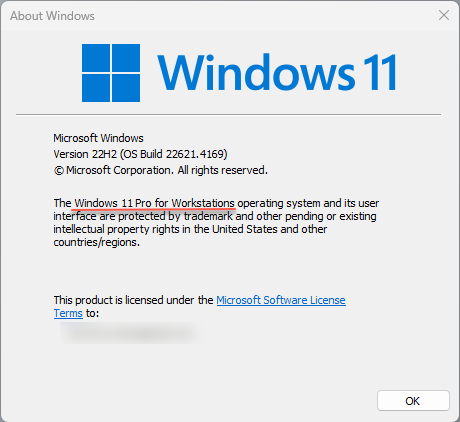 About Windows
Windows 11
Microsoft Windows
Version 22H2 (OS Build 22621.4169)
© Microsoft Corporation. All rights reserved.
The Windows 11 Pro for Workstations operating system and its user
interface are protected by trademark and other pending or existing
intellectual property rights in the United States and other
countries/regions.
This product is licensed under the Microsoft Software License
Terms to:
OK